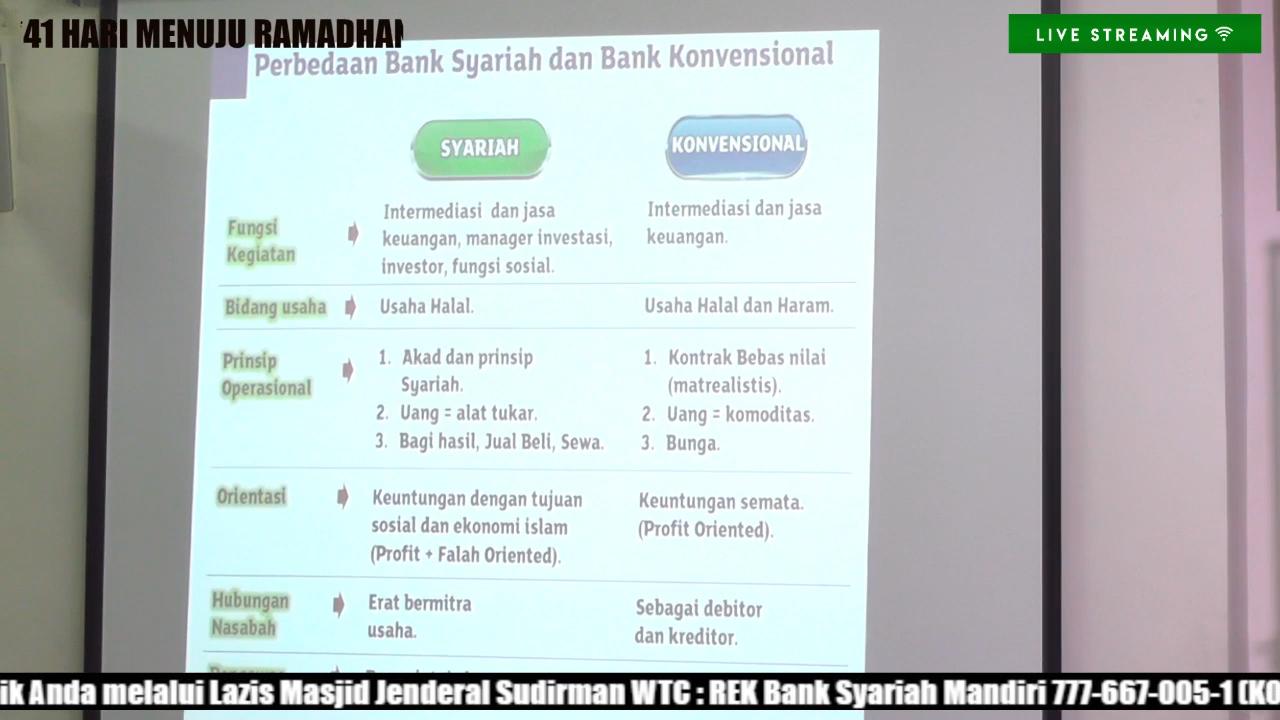 41 HARI MENUJU RAMADHAN
LIVE STREAMING
Perbedaan Bank Syariah dan Bank Konvensional
SYARIAH
KONVENSIONAL
Fungsi
Kegiatan
Intermediasi dan jasa
keuangan, manager investasi,
investor, fungsi sosial.
Intermediasi dan jasa
keuangan.
Bidang usaha
Usaha Halal.
Usaha Halal dan Haram.
Prinsip
Operasional
1. Akad dan prinsip
Syariah.
2. Uang = alat tukar.
3. Bagi hasil, Jual Beli, Sewa.
1. Kontrak Bebas nilai
(matrealistis).
2. Uang = komoditas.
3. Bunga.
Orientasi
Keuntungan dengan tujuan
sosial dan ekonomi islam
(Profit + Falah Oriented).
Keuntungan semata.
(Profit Oriented).
Hubungan
Nasabah
Erat bermitra
usaha.
Sebagai debitor
dan kreditor.
ik Anda melalui Lazis Masjid Jenderal Sudirman WTC : REK Bank Syariah Mandiri 777-667-005-1 (KO